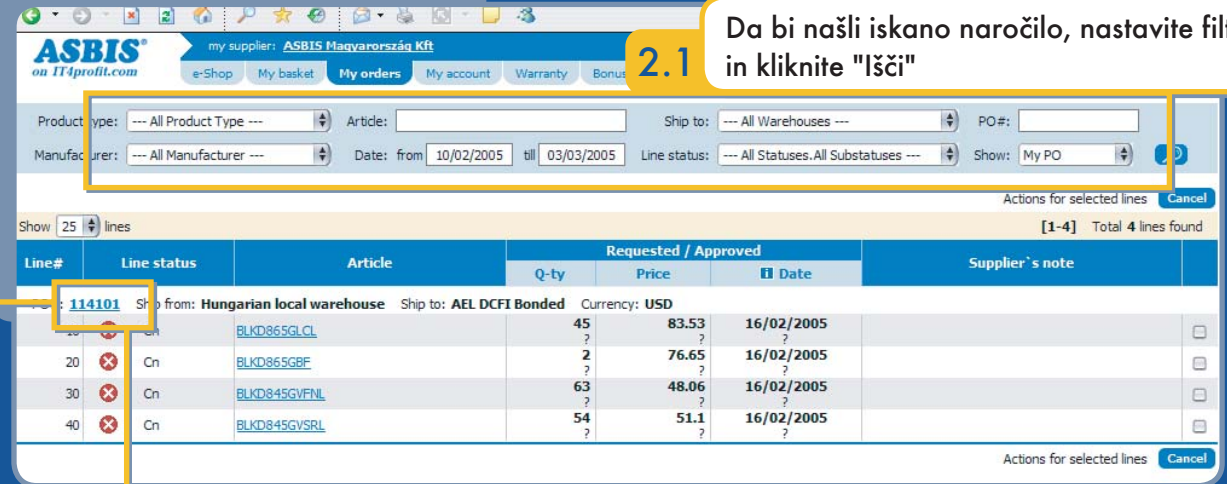 2.1
Da bi našli iskano naročilo, nastavite
in kliknite "Išči"
ASBIS
on IT4profit.com
my supplier: ASBIS Magyarország Kft
e-Shop My basket My orders My account Warranty
Product type: --- All Product Type --- Article: Ship to: --- All Warehouses --- PO#:
Manufacturer: --- All Manufacturer --- Date: from 10/02/2005 till 03/03/2005 Line status: --- All Statuses.All Substatuses --- Show: My PO
Actions for selected lines Cancel
Show 25 lines [1-4] Total 4 lines found
Line# Line status Article Requested / Approved Supplier`s note
Q-ty Price Date
: 114101 Ship from: Hungarian local warehouse Ship to: AEL DCFI Bonded Currency: USD
10 Cn BLKD865GLCL 45 83.53 16/02/2005
? ? ?
20 Cn BLKD865GBF 2 76.65 16/02/2005
? ? ?
30 Cn BLKD845GVFNL 63 48.06 16/02/2005
? ? ?
40 Cn BLKD845GVSRL 54 51.1 16/02/2005
? ? ?
Actions for selected lines Cancel